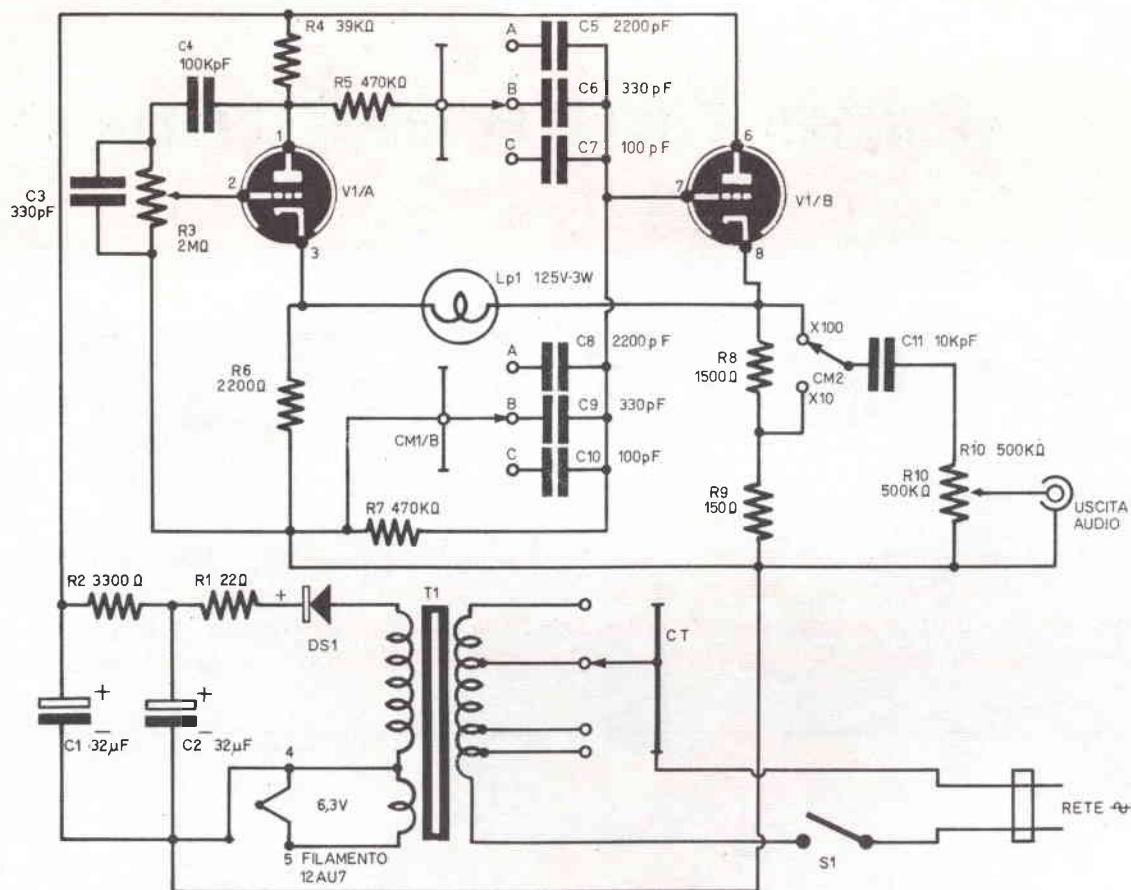 R4 39KΩ
C4
100KpF
R5 470KΩ
A
C5 2200pF
B
C6 330pF
C
C7 100pF
1
2
3
V1/A
6
7
8
V1/B
C3
330pF
R3
2MΩ
Lp1 125V-3W
R6
2200Ω
A
C8 2200pF
B
C9 330pF
C
C10 100pF
CM1/B
R7 470KΩ
R8
1500Ω
X100
CM2
X10
C11 10KpF
R9
150Ω
R10 500KΩ
R10
500KΩ
USCITA
AUDIO
R2 3300Ω
R1 22Ω
+
DS1
T1
CT
+
-
C1 32µF
+
-
C2 32µF
4
6,3V
5 FILAMENTO
12AU7
S1
RETE